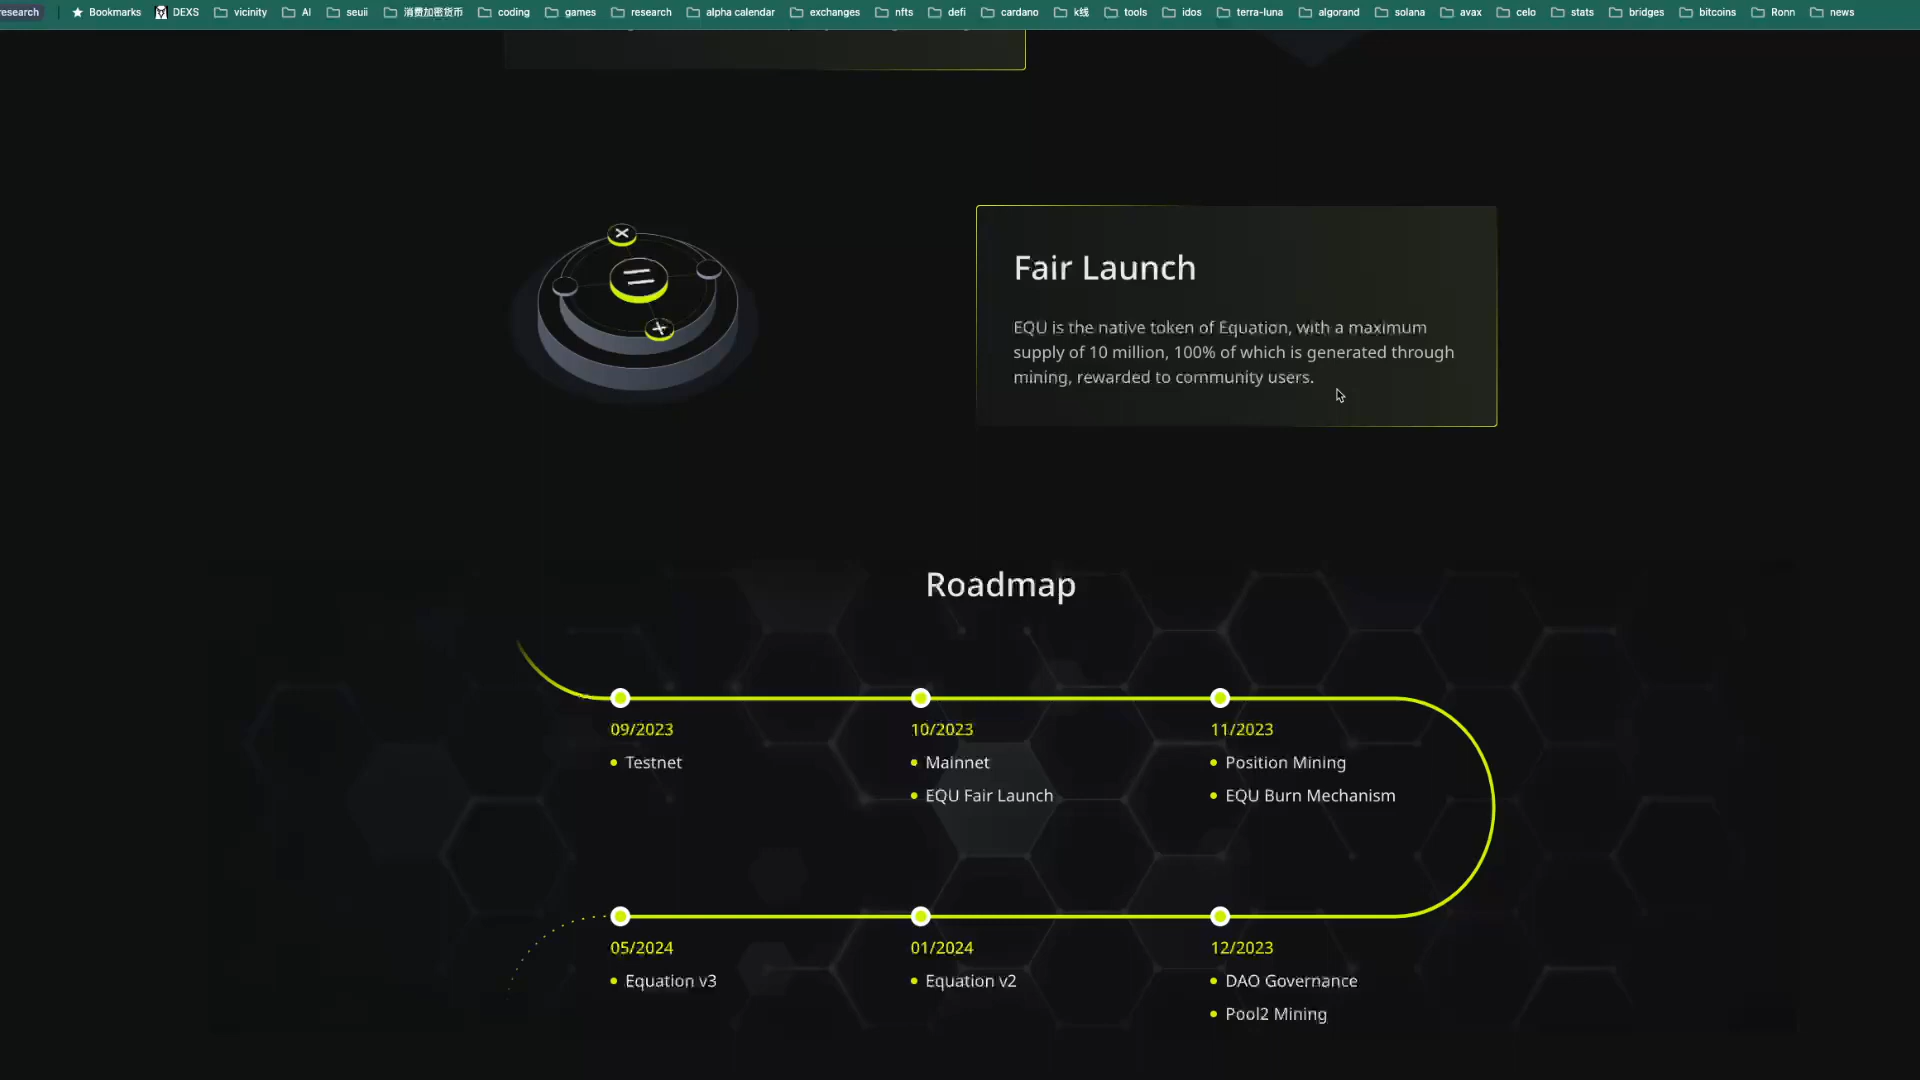 research
Bookmarks DEXS vicinity AI seuii 消费加密货币 coding games research alpha calendar exchanges nfts defi cardano k线 tools idos terra-luna algorand solana avax celo stats bridges bitcoins Ronn news
Fair Launch
EQU is the native token of Equation, with a maximum
supply of 10 million, 100% of which is generated through
mining, rewarded to community users.
Roadmap
09/2023
Testnet
10/2023
Mainnet
EQU Fair Launch
11/2023
Position Mining
EQU Burn Mechanism
05/2024
Equation v3
01/2024
Equation v2
12/2023
DAO Governance
Pool2 Mining